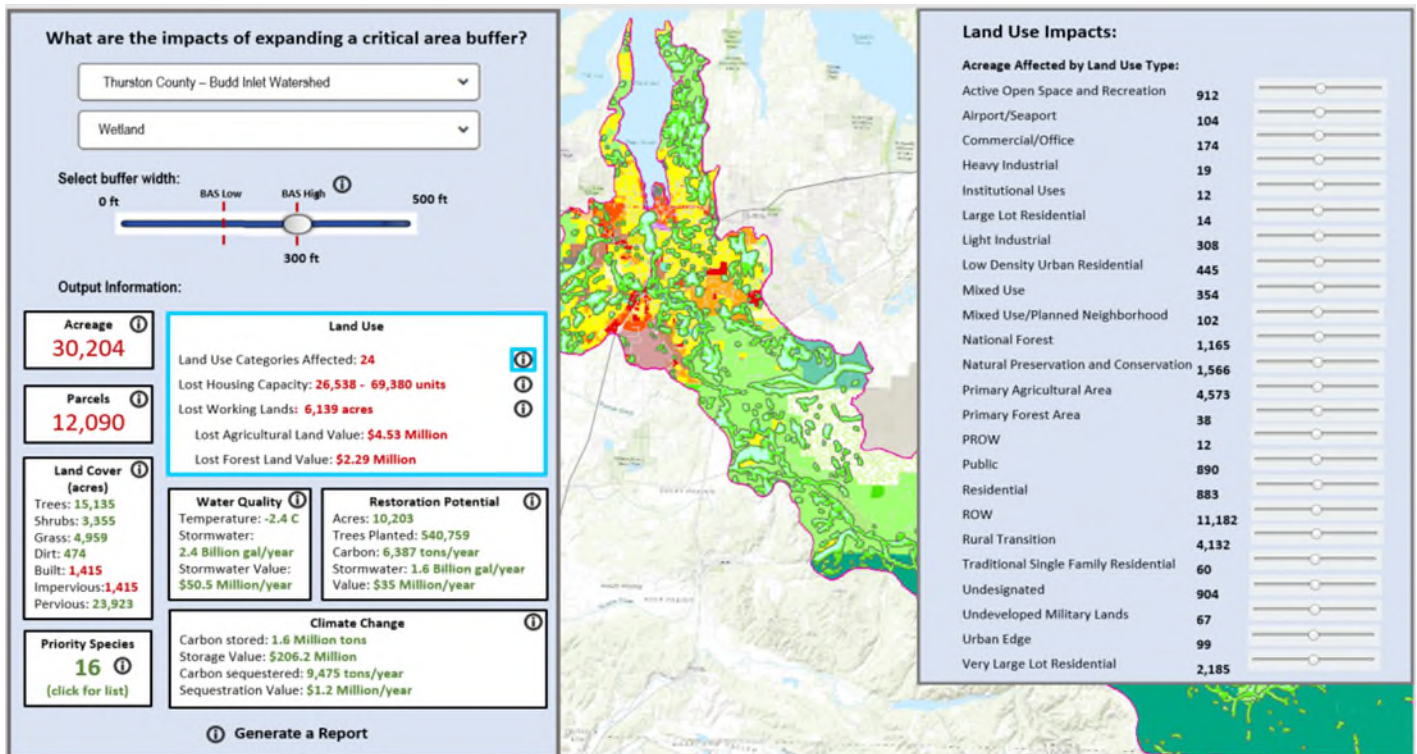 What are the impacts of expanding a critical area buffer?
Thurston County – Budd Inlet Watershed
Wetland
Select buffer width:
0 ft
BAS Low
BAS High
500 ft
300 ft
Output Information:
Acreage
30,204
Parcels
12,090
Land Cover
(acres)
Trees: 15,135
Shrubs: 3,355
Grass: 4,959
Dirt: 474
Built: 1,415
Impervious:1,415
Pervious: 23,923
Priority Species
16
(click for list)
Land Use
Land Use Categories Affected: 24
Lost Housing Capacity: 26,538 - 69,380 units
Lost Working Lands: 6,139 acres
Lost Agricultural Land Value: $4.53 Million
Lost Forest Land Value: $2.29 Million
Water Quality
Temperature: -2.4 C
Stormwater:
2.4 Billion gal/year
Stormwater Value:
$50.5 Million/year
Restoration Potential
Acres: 10,203
Trees Planted: 540,759
Carbon: 6,387 tons/year
Stormwater: 1.6 Billion gal/year
Value: $35 Million/year
Climate Change
Carbon stored: 1.6 Million tons
Storage Value: $206.2 Million
Carbon sequestered: 9,475 tons/year
Sequestration Value: $1.2 Million/year
Generate a Report
Land Use Impacts:
Acreage Affected by Land Use Type:
Active Open Space and Recreation 912
Airport/Seaport 104
Commercial/Office 174
Heavy Industrial 19
Institutional Uses 12
Large Lot Residential 14
Light Industrial 308
Low Density Urban Residential 445
Mixed Use 354
Mixed Use/Planned Neighborhood 102
National Forest 1,165
Natural Preservation and Conservation 1,566
Primary Agricultural Area 4,573
Primary Forest Area 38
PROW 12
Public 890
Residential 883
ROW 11,182
Rural Transition 4,132
Traditional Single Family Residential 60
Undesignated 904
Undeveloped Military Lands 67
Urban Edge 99
Very Large Lot Residential 2,185